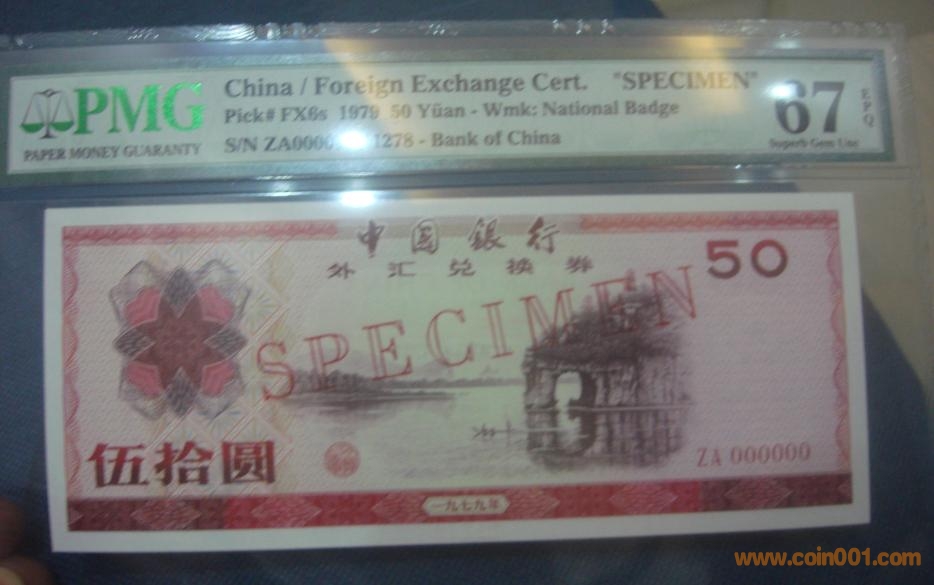 PMG
PAPER MONEY GUARANTY
China / Foreign Exchange Cert. "SPECIMEN"
Pick# FX6s 1979 50 Yüan - Wmk: National Badge
S/N ZA0000 1278 - Bank of China
67
EPQ
Superb Gem Unc
中国银行
外汇兑换券
50
SPECIMEN
伍拾圆
ZA 000000
一九七九年
www.coin001.com